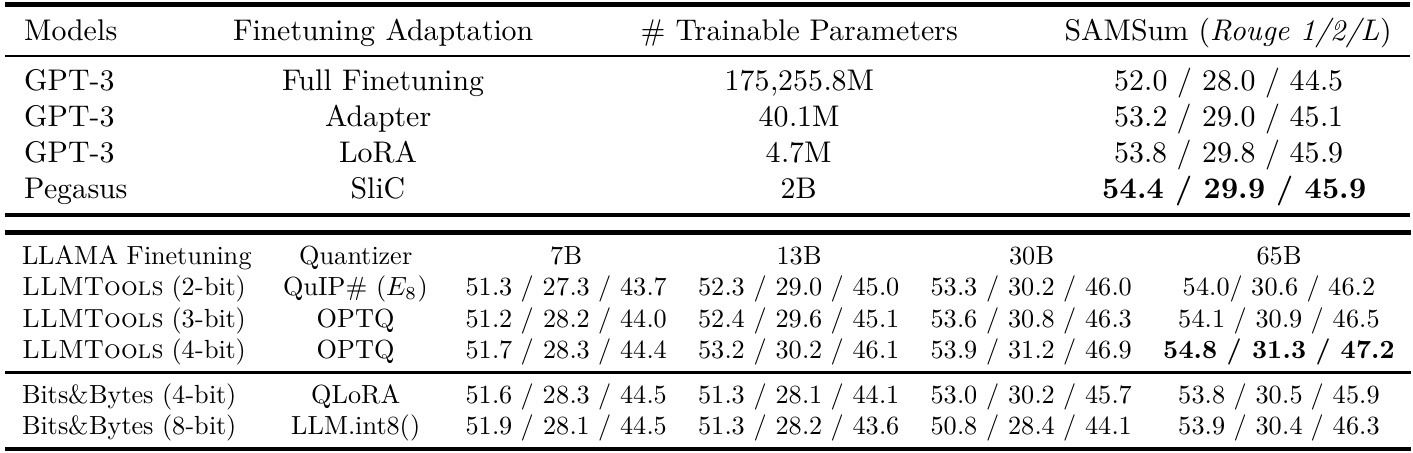 Models Finetuning Adaptation # Trainable Parameters SAMSum (Rouge 1/2/L)
GPT-3 Full Finetuning 175,255.8M 52.0 / 28.0 / 44.5
GPT-3 Adapter 40.1M 53.2 / 29.0 / 45.1
GPT-3 LoRA 4.7M 53.8 / 29.8 / 45.9
Pegasus SliC 2B 54.4 / 29.9 / 45.9
LLAMA Finetuning Quantizer 7B 13B 30B 65B
LLMTOOLS (2-bit) QuIP# (E₈) 51.3 / 27.3 / 43.7 52.3 / 29.0 / 45.0 53.3 / 30.2 / 46.0 54.0/ 30.6 / 46.2
LLMTOOLS (3-bit) OPTQ 51.2 / 28.2 / 44.0 52.4 / 29.6 / 45.1 53.6 / 30.8 / 46.3 54.1 / 30.9 / 46.5
LLMTOOLS (4-bit) OPTQ 51.7 / 28.3 / 44.4 53.2 / 30.2 / 46.1 53.9 / 31.2 / 46.9 54.8 / 31.3 / 47.2
Bits&Bytes (4-bit) QLoRA 51.6 / 28.3 / 44.5 51.3 / 28.1 / 44.1 53.0 / 30.2 / 45.7 53.8 / 30.5 / 45.9
Bits&Bytes (8-bit) LLM.int8() 51.9 / 28.1 / 44.5 51.3 / 28.2 / 43.6 50.8 / 28.4 / 44.1 53.9 / 30.4 / 46.3